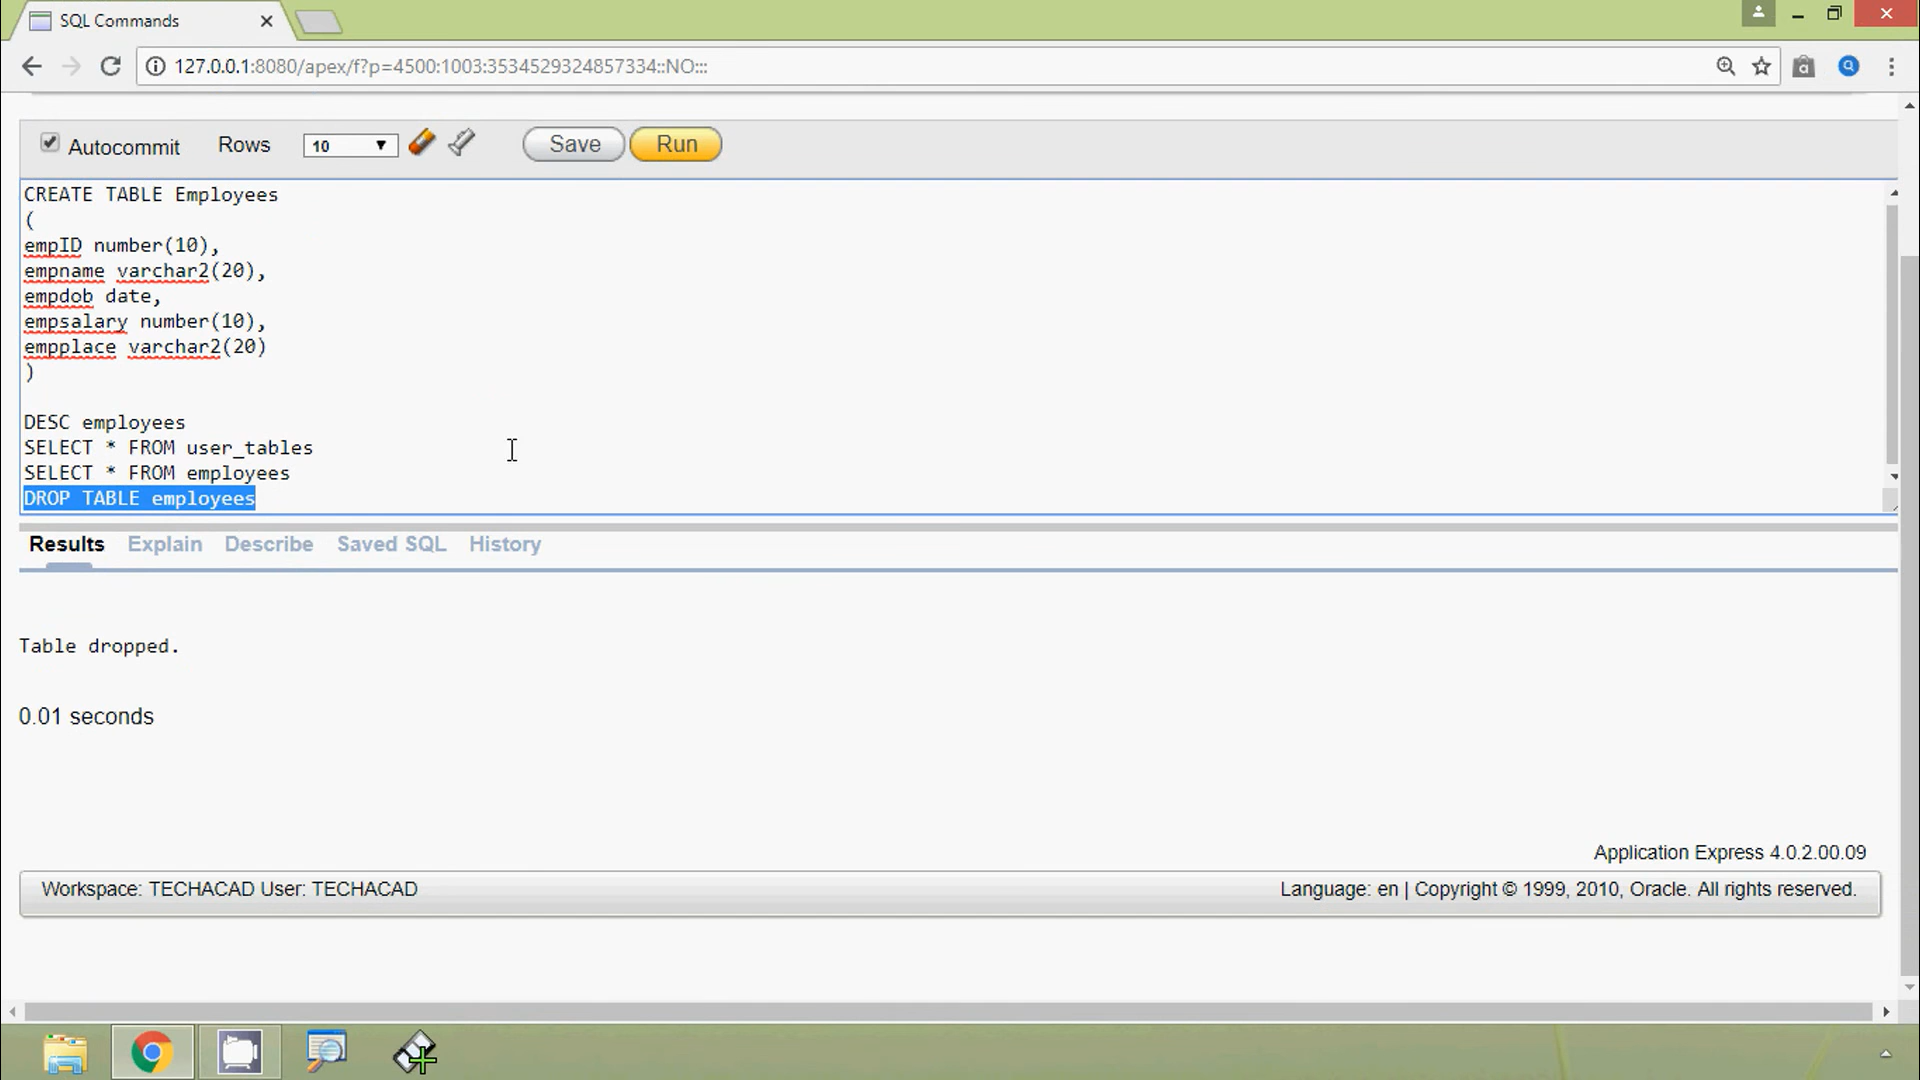 SQL Commands
127.0.0.1:8080/apex/f?p=4500:1003:3534529324857334::NO:::
Autocommit Rows 10 Save Run
CREATE TABLE Employees
(
empID number(10),
empname varchar2(20),
empdob date,
empsalary number(10),
empplace varchar2(20)
)
DESC employees
SELECT * FROM user_tables
SELECT * FROM employees
DROP TABLE employees
Results Explain Describe Saved SQL History
Table dropped.
0.01 seconds
Application Express 4.0.2.00.09
Workspace: TECHACAD User: TECHACAD
Language: en | Copyright © 1999, 2010, Oracle. All rights reserved.